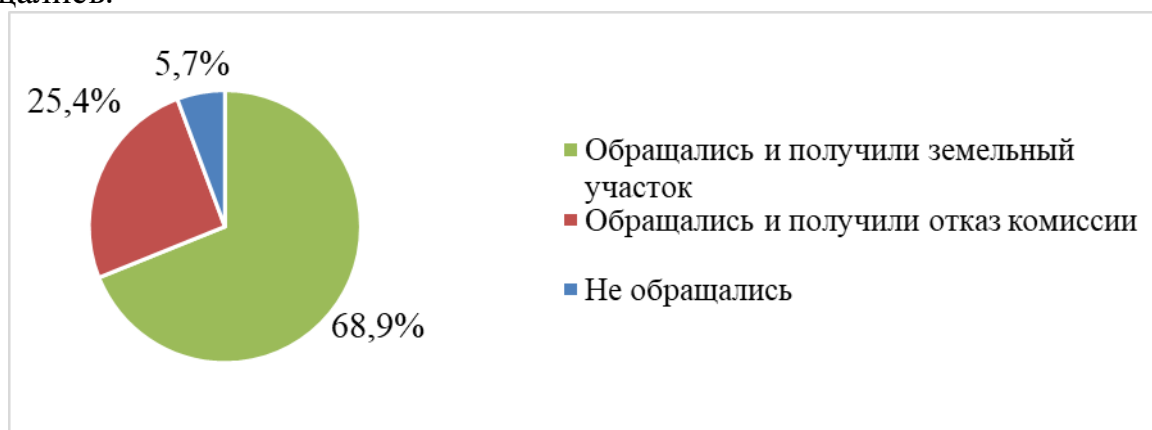 5,7%
25,4%
68,9%
Обращались и получили земельный
участок
Обращались и получили отказ комиссии
Не обращались